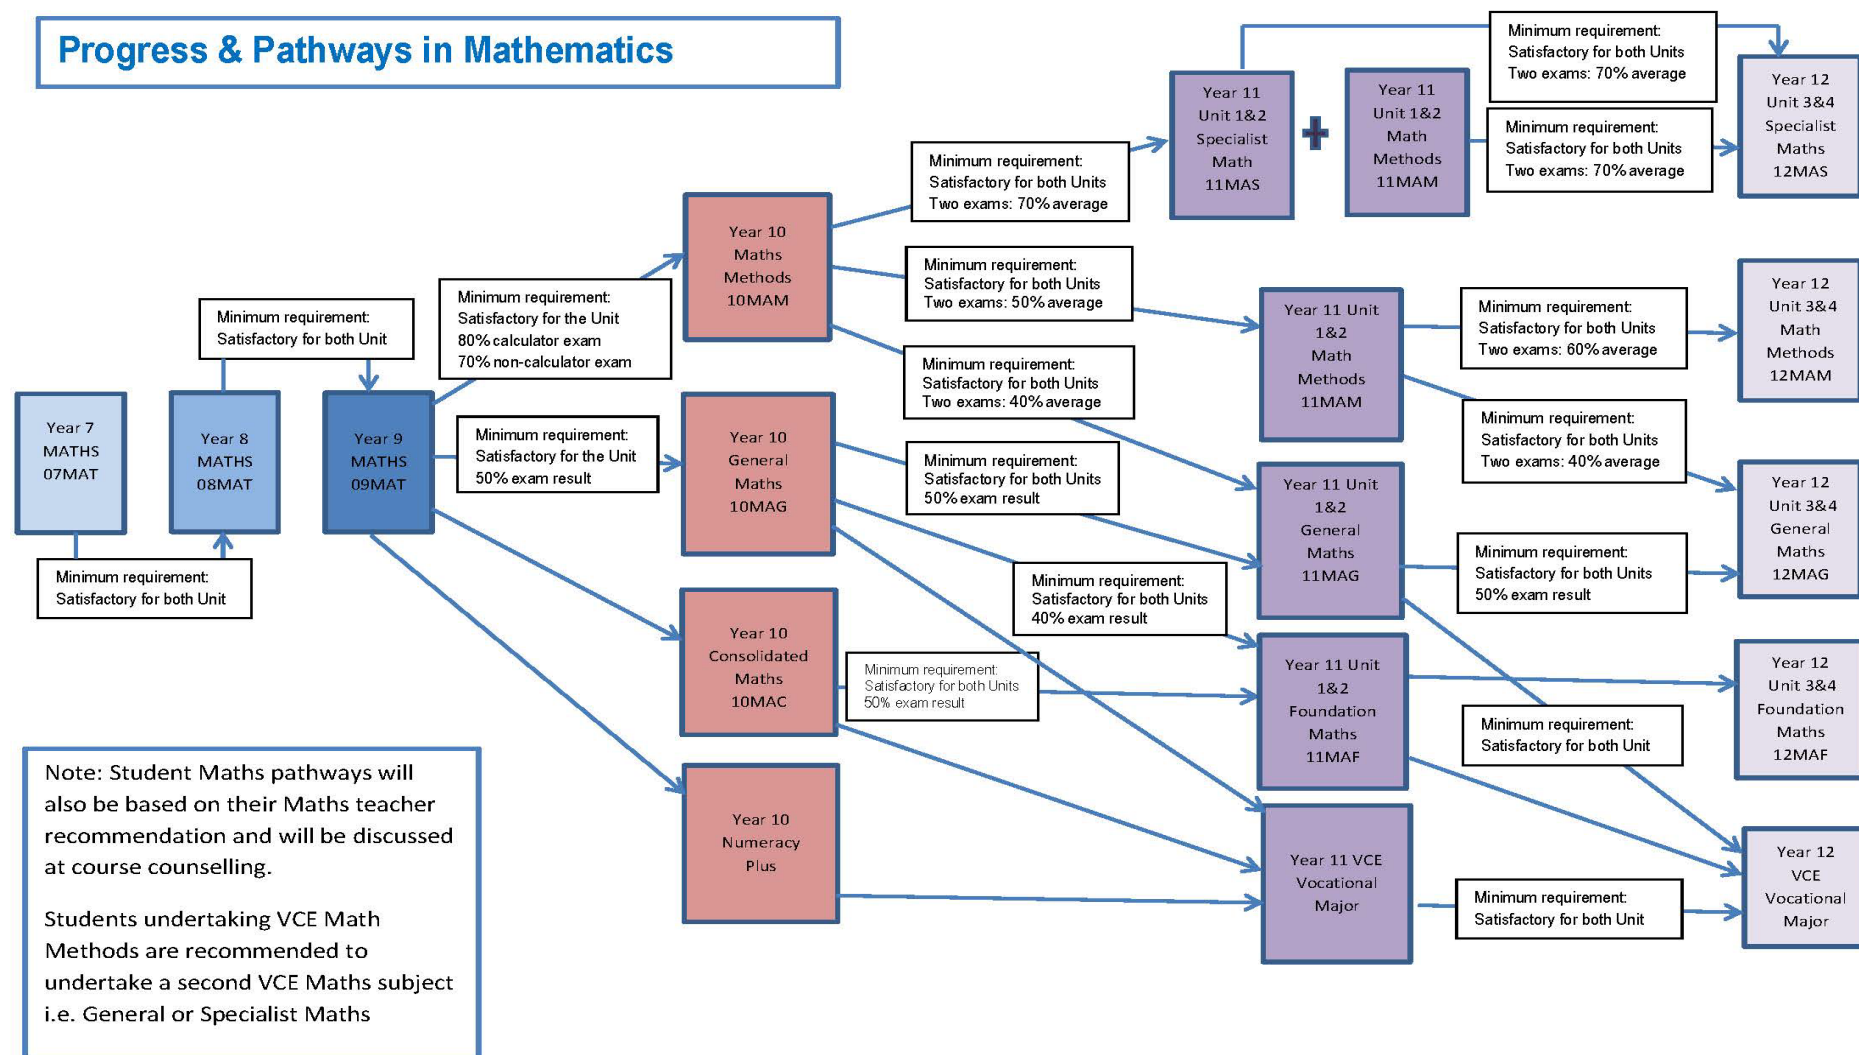 Progress & Pathways in Mathematics
Year 7
MATHS
07MAT
Minimum requirement:
Satisfactory for both Unit
Year 8
MATHS
08MAT
Minimum requirement:
Satisfactory for both Unit
Year 9
MATHS
09MAT
Minimum requirement:
Satisfactory for the Unit
80% calculator exam
70% non-calculator exam
Minimum requirement:
Satisfactory for the Unit
50% exam result
Year 10
Maths
Methods
10MAM
Year 10
General
Maths
10MAG
Year 10
Consolidated
Maths
10MAC
Year 10
Numeracy
Plus
Minimum requirement:
Satisfactory for both Units
Two exams: 70% average
Minimum requirement:
Satisfactory for both Units
Two exams: 50% average
Minimum requirement:
Satisfactory for both Units
Two exams: 40% average
Minimum requirement:
Satisfactory for both Units
50% exam result
Minimum requirement:
Satisfactory for both Units
40% exam result
Minimum requirement:
Satisfactory for both Units
50% exam result
Year 11
Unit 1&2
Specialist
Math
11MAS
+
Year 11
Unit 1&2
Math
Methods
11MAM
Year 11 Unit
1&2
Math
Methods
11MAM
Year 11 Unit
1&2
General
Maths
11MAG
Year 11 Unit
1&2
Foundation
Maths
11MAF
Year 11 VCE
Vocational
Major
Minimum requirement:
Satisfactory for both Units
Two exams: 70% average
Minimum requirement:
Satisfactory for both Units
Two exams: 70% average
Minimum requirement:
Satisfactory for both Units
Two exams: 60% average
Minimum requirement:
Satisfactory for both Units
Two exams: 40% average
Minimum requirement:
Satisfactory for both Units
50% exam result
Minimum requirement:
Satisfactory for both Unit
Minimum requirement:
Satisfactory for both Unit
Year 12
Unit 3&4
Specialist
Maths
12MAS
Year 12
Unit 3&4
Math
Methods
12MAM
Year 12
Unit 3&4
General
Maths
12MAG
Year 12
Unit 3&4
Foundation
Maths
12MAF
Year 12
VCE
Vocational
Major
Note: Student Maths pathways will
also be based on their Maths teacher
recommendation and will be discussed
at course counselling.
Students undertaking VCE Math
Methods are recommended to
undertake a second VCE Maths subject
i.e. General or Specialist Maths